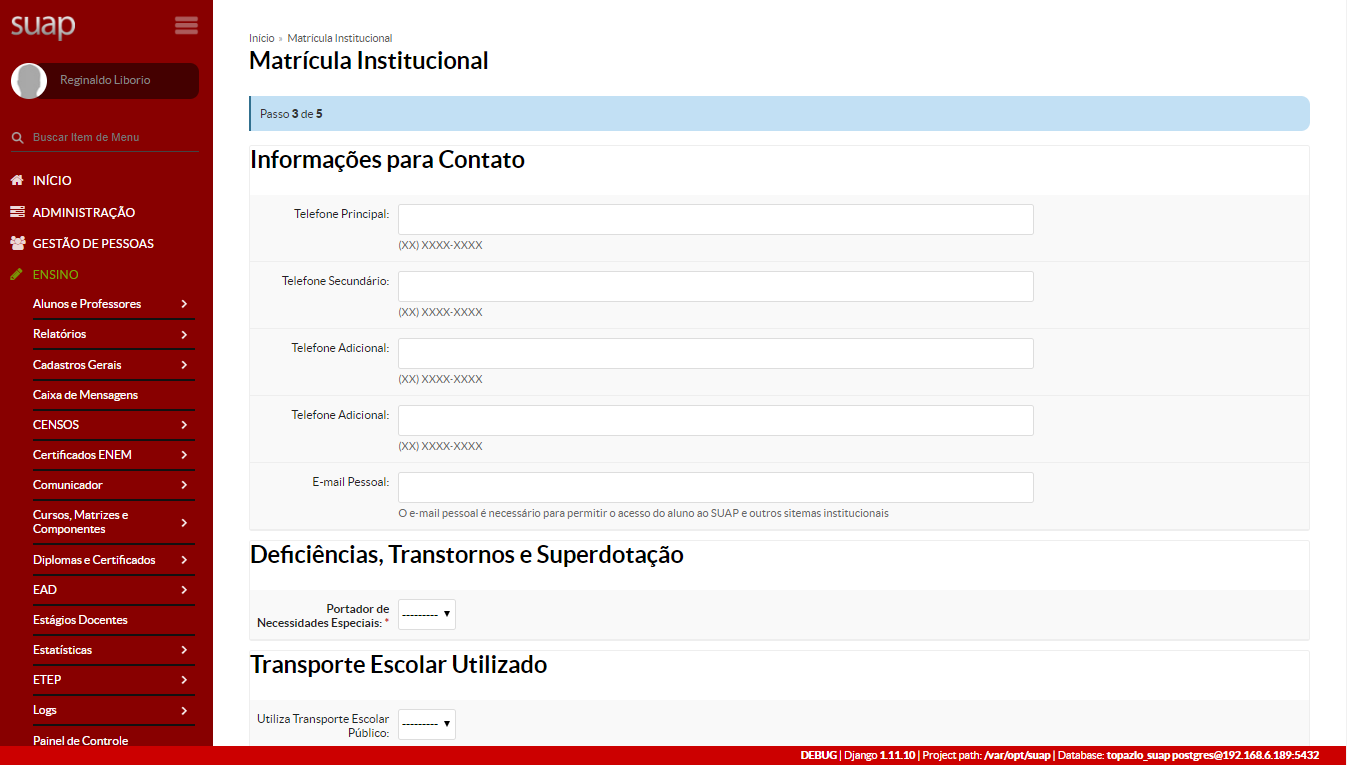 suap
Reginaldo Liborio
Buscar Item de Menu
INÍCIO
ADMINISTRAÇÃO
GESTÃO DE PESSOAS
ENSINO
Alunos e Professores
Relatórios
Cadastros Gerais
Caixa de Mensagens
CENSOS
Certificados ENEM
Comunicador
Cursos, Matrizes e
Componentes
Diplomas e Certificados
EAD
Estágios Docentes
Estatísticas
ETEP
Logs
Painel de Controle
Início » Matrícula Institucional
Matrícula Institucional
Passo 3 de 5
Informações para Contato
Telefone Principal:
(XX) XXXX-XXXX
Telefone Secundário:
(XX) XXXX-XXXX
Telefone Adicional:
(XX) XXXX-XXXX
Telefone Adicional:
(XX) XXXX-XXXX
E-mail Pessoal:
O e-mail pessoal é necessário para permitir o acesso do aluno ao SUAP e outros sitemas institucionais
Deficiências, Transtornos e Superdotação
Portador de
Necessidades Especiais: * ---------
Transporte Escolar Utilizado
Utiliza Transporte Escolar
Público: ---------
DEBUG | Django 1.11.10 | Project path: /var/opt/suap | Database: topazio_suap postgres@192.168.6.189:5432